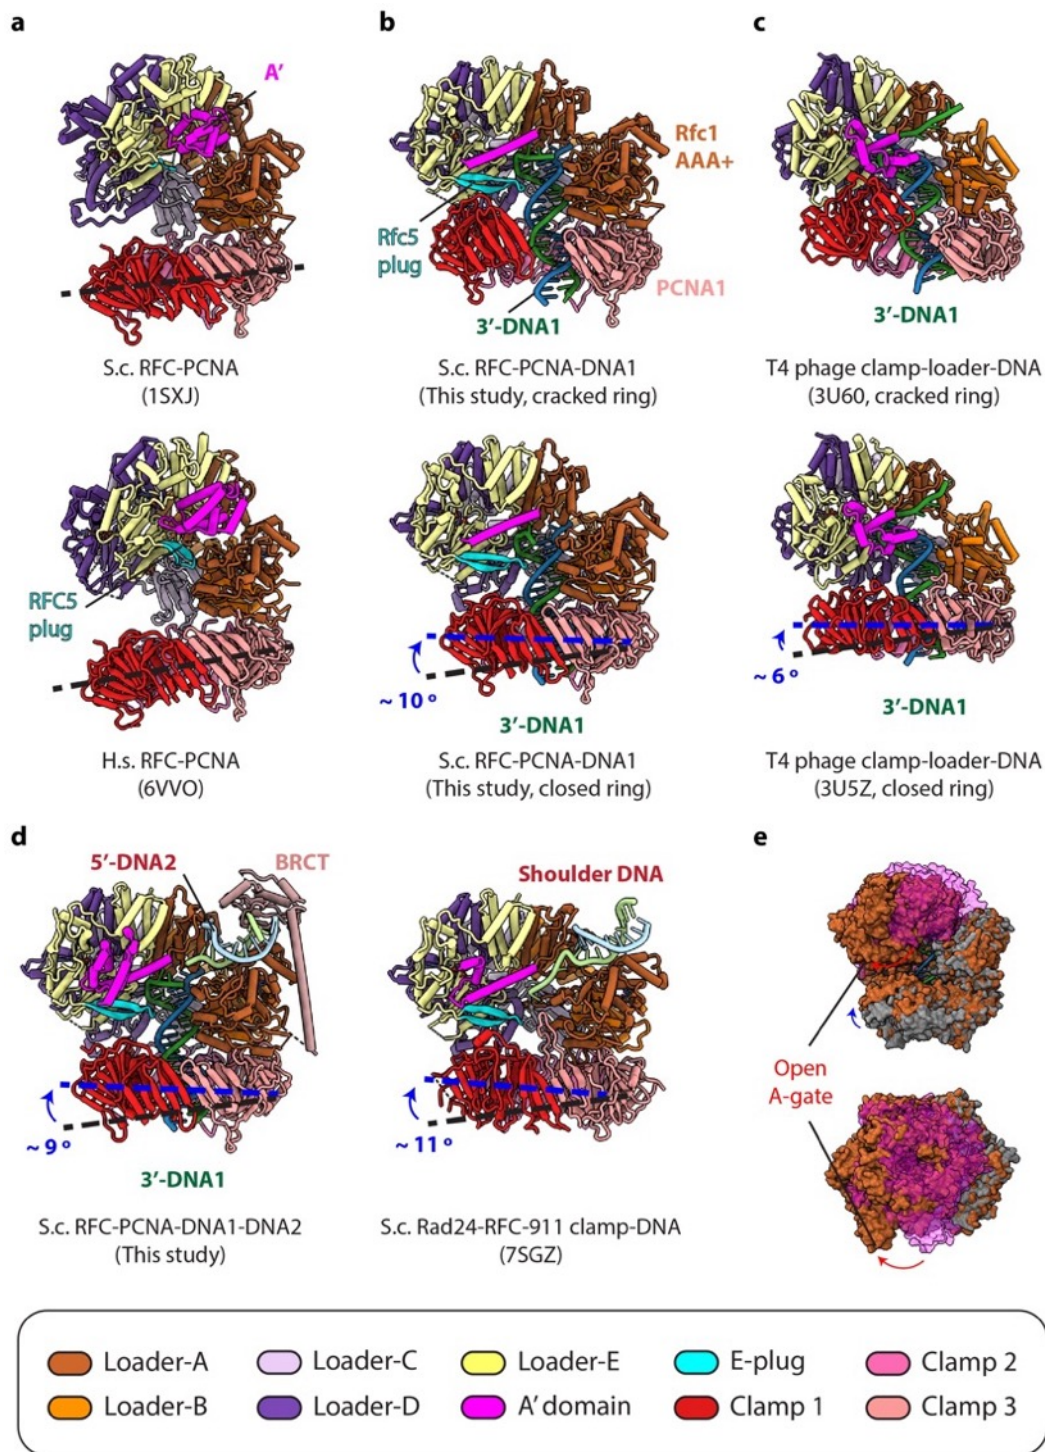 a
b
c
A'
Rfc1
AAA+
Rfc5
plug
PCNA1
3'-DNA1
3'-DNA1
S.c. RFC-PCNA
(1SXJ)
S.c. RFC-PCNA-DNA1
(This study, cracked ring)
T4 phage clamp-loader-DNA
(3U60, cracked ring)
RFC5
plug
~ 10 °
~ 6°
3'-DNA1
3'-DNA1
H.s. RFC-PCNA
(6VVO)
S.c. RFC-PCNA-DNA1
(This study, closed ring)
T4 phage clamp-loader-DNA
(3U5Z, closed ring)
d
e
5'-DNA2
BRCT
Shoulder DNA
Open
A-gate
~ 9 °
~ 11°
3'-DNA1
S.c. RFC-PCNA-DNA1-DNA2
(This study)
S.c. Rad24-RFC-911 clamp-DNA
(7SGZ)
Loader-A
Loader-C
Loader-E
E-plug
Clamp 2
Loader-B
Loader-D
A' domain
Clamp 1
Clamp 3